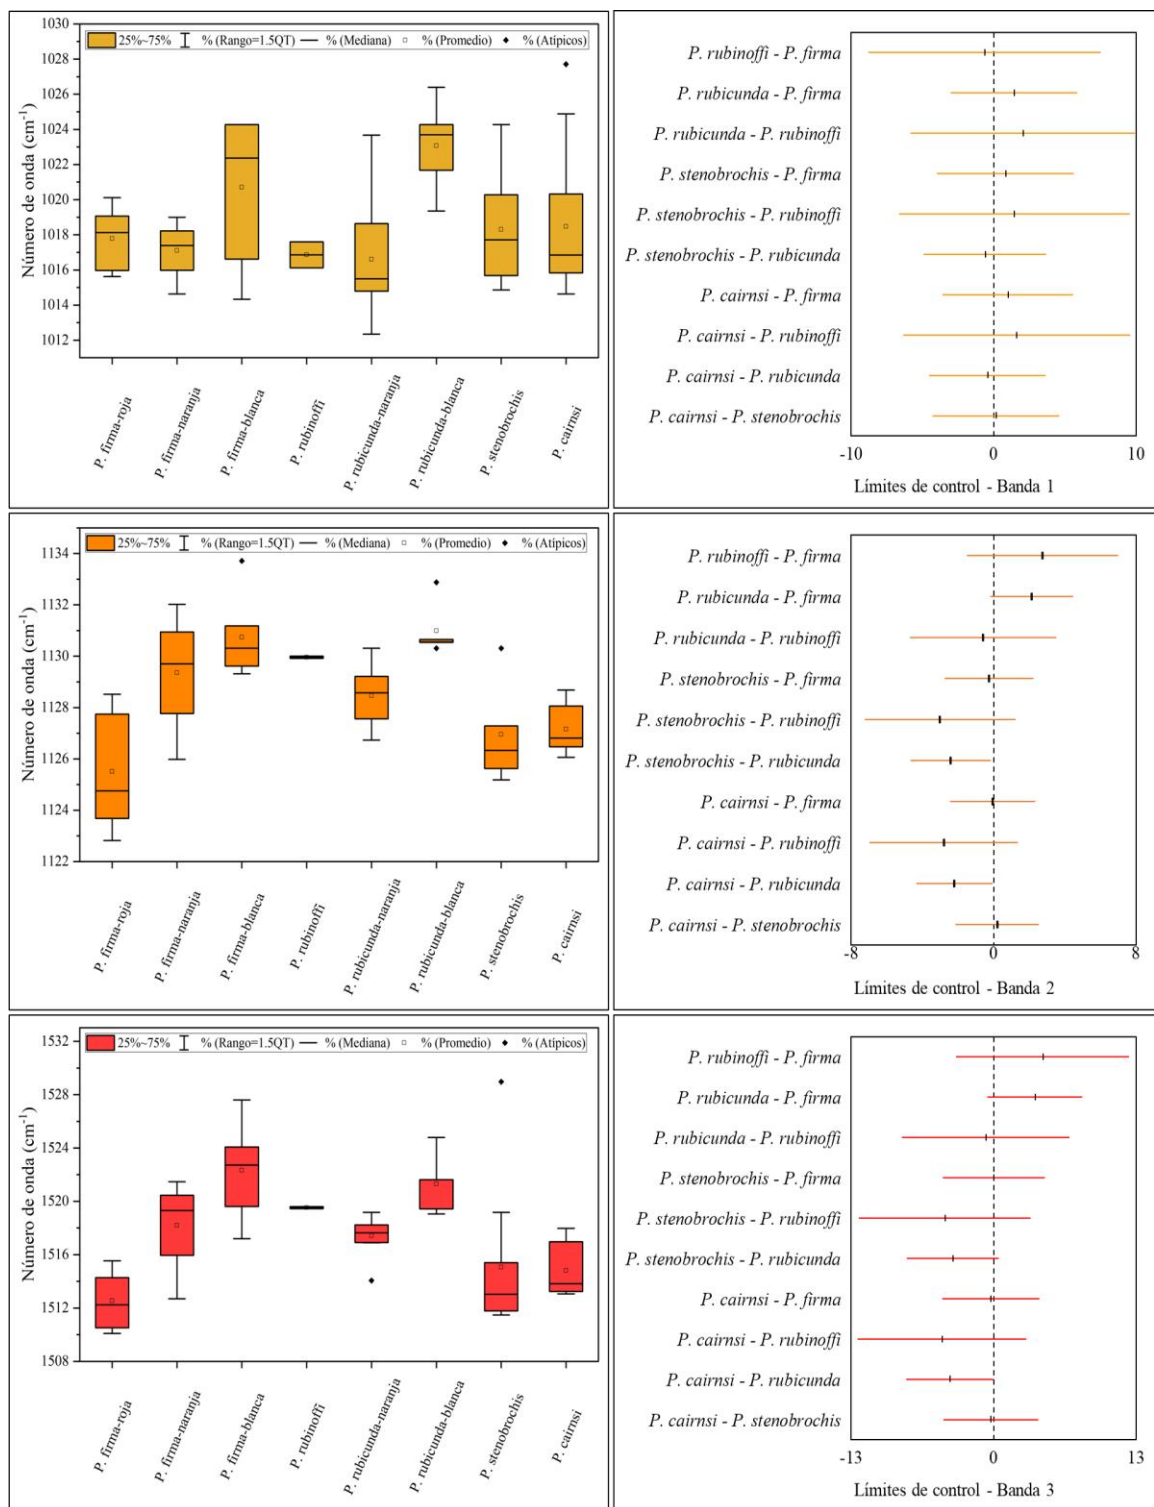 1030
1028
1026
1024
1022
1020
1018
1016
1014
1012
Número de onda (cm⁻¹)
25%~75% % (Rango=1.5QT) % (Mediana) % (Promedio) % (Atípicos)
P. firma-roja
P. firma-naranja
P. firma-blanca
P. rubinoffi
P. rubicunda-naranja
P. rubicunda-blanca
P. stenobrochis
P. cairnsi
P. rubinoffi - P. firma
P. rubicunda - P. firma
P. rubicunda - P. rubinoffi
P. stenobrochis - P. firma
P. stenobrochis - P. rubinoffi
P. stenobrochis - P. rubicunda
P. cairnsi - P. firma
P. cairnsi - P. rubinoffi
P. cairnsi - P. rubicunda
P. cairnsi - P. stenobrochis
-10 0 10
Límites de control - Banda 1
1134
1132
1130
1128
1126
1124
1122
Número de onda (cm⁻¹)
25%~75% % (Rango=1.5QT) % (Mediana) % (Promedio) % (Atípicos)
P. firma-roja
P. firma-naranja
P. firma-blanca
P. rubinoffi
P. rubicunda-naranja
P. rubicunda-blanca
P. stenobrochis
P. cairnsi
P. rubinoffi - P. firma
P. rubicunda - P. firma
P. rubicunda - P. rubinoffi
P. stenobrochis - P. firma
P. stenobrochis - P. rubinoffi
P. stenobrochis - P. rubicunda
P. cairnsi - P. firma
P. cairnsi - P. rubinoffi
P. cairnsi - P. rubicunda
P. cairnsi - P. stenobrochis
-8 0 8
Límites de control - Banda 2
1532
1528
1524
1520
1516
1512
1508
Número de onda (cm⁻¹)
25%~75% % (Rango=1.5QT) % (Mediana) % (Promedio) % (Atípicos)
P. firma-roja
P. firma-naranja
P. firma-blanca
P. rubinoffi
P. rubicunda-naranja
P. rubicunda-blanca
P. stenobrochis
P. cairnsi
P. rubinoffi - P. firma
P. rubicunda - P. firma
P. rubicunda - P. rubinoffi
P. stenobrochis - P. firma
P. stenobrochis - P. rubinoffi
P. stenobrochis - P. rubicunda
P. cairnsi - P. firma
P. cairnsi - P. rubinoffi
P. cairnsi - P. rubicunda
P. cairnsi - P. stenobrochis
-13 0 13
Límites de control - Banda 3